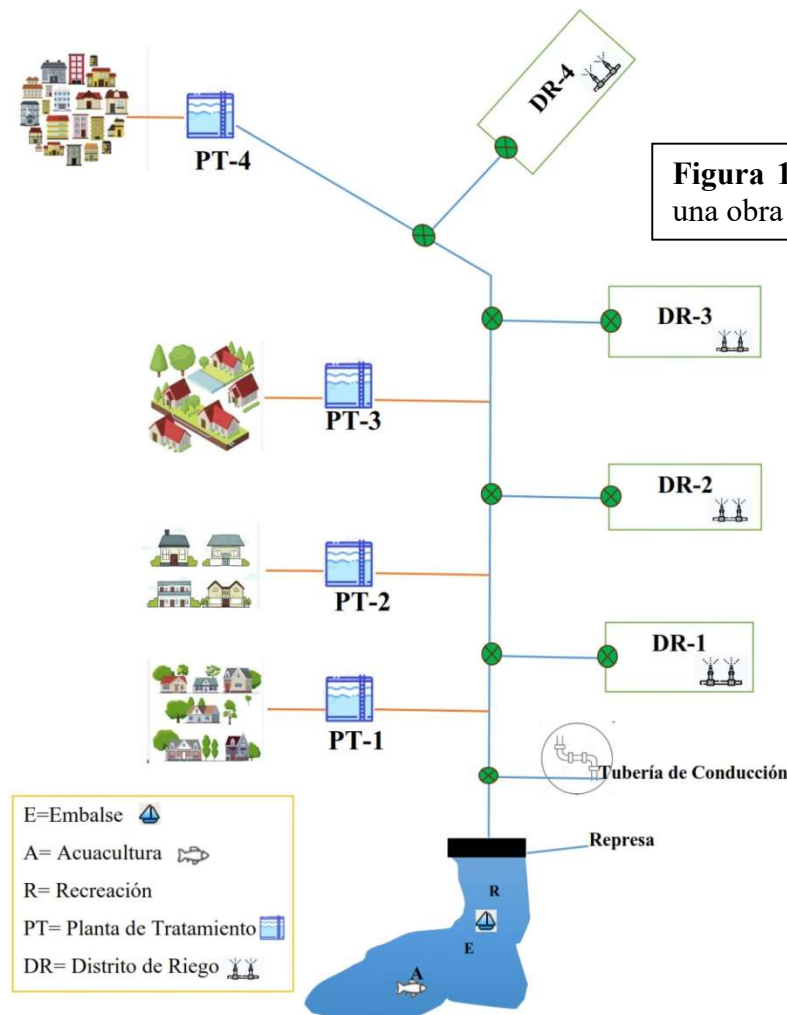 DR-4
PT-4
Figura 1
una obra
DR-3
PT-3
DR-2
PT-2
DR-1
PT-1
Tubería de Conducción
Represa
R
E
A
E=Embalse
A= Acuacultura
R= Recreación
PT= Planta de Tratamiento
DR= Distrito de Riego